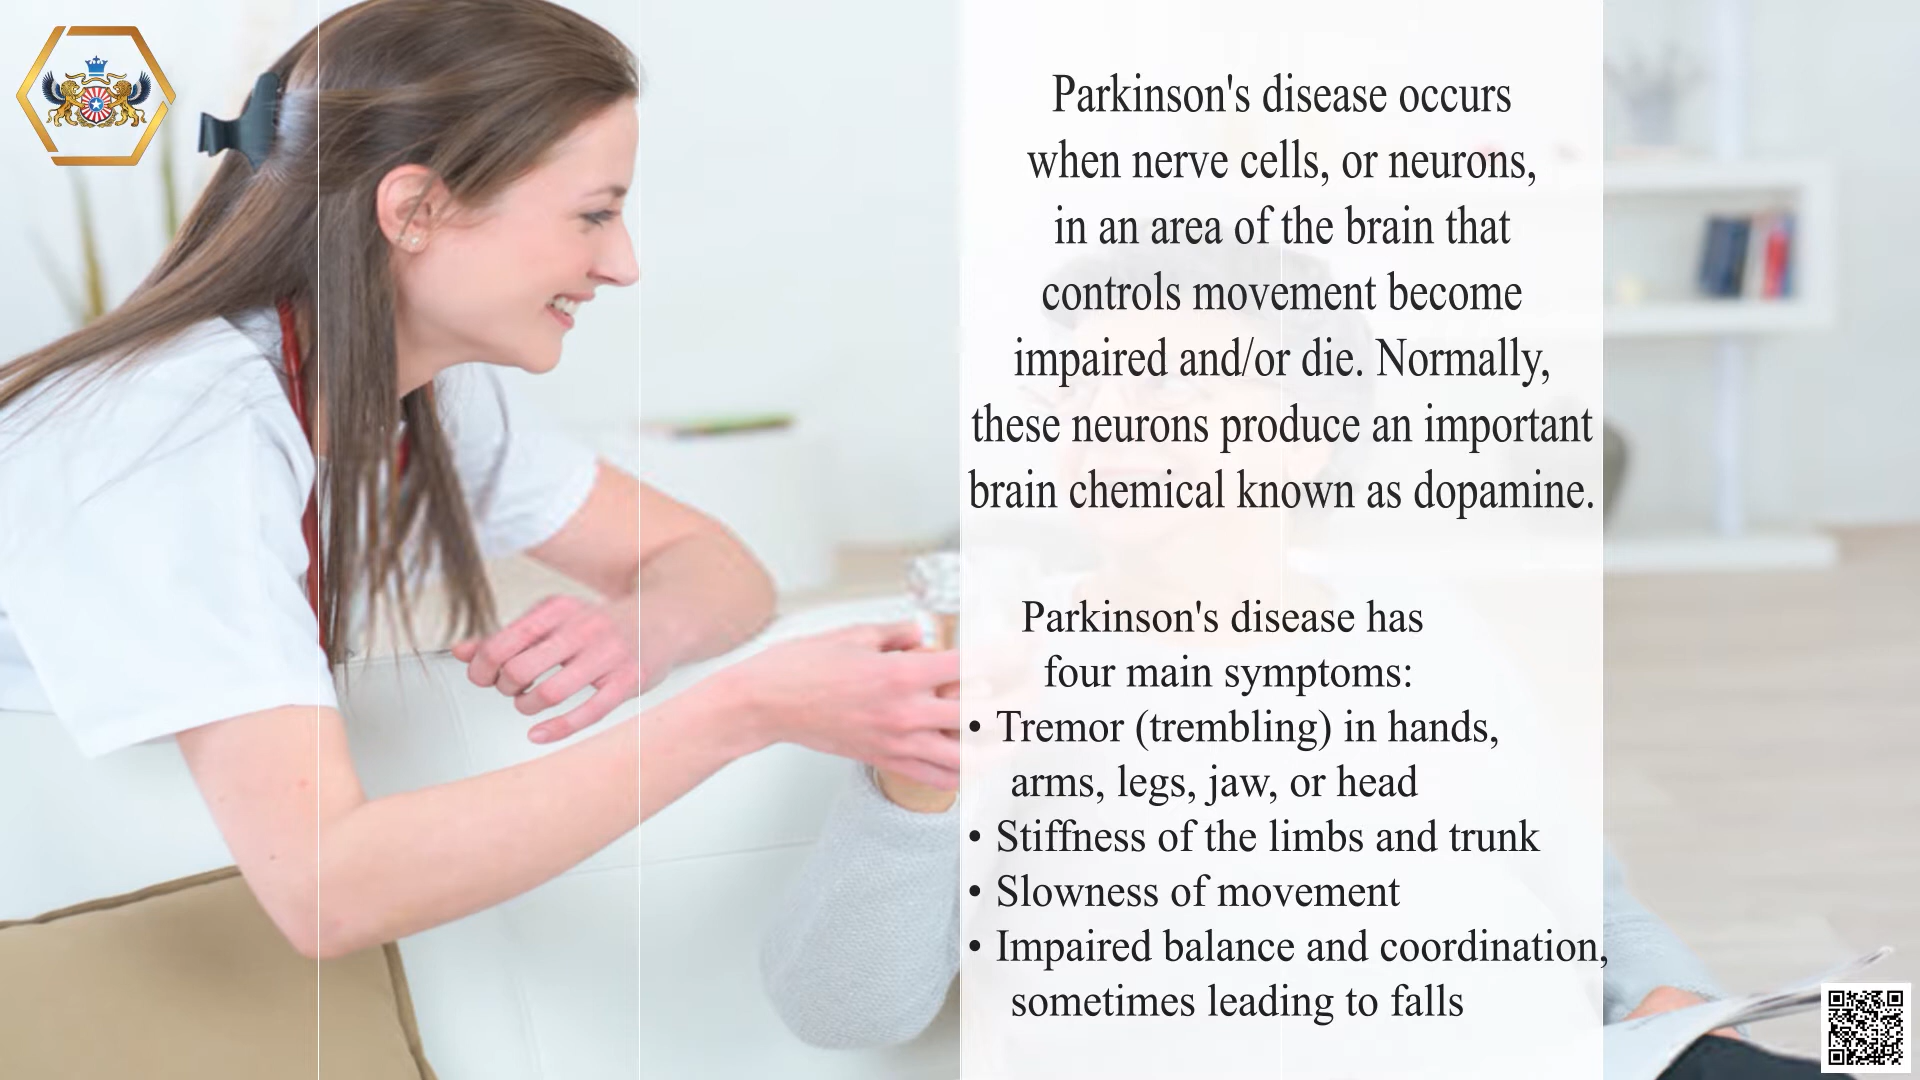 Parkinson's disease occurs
when nerve cells, or neurons,
in an area of the brain that
controls movement become
impaired and/or die. Normally,
these neurons produce an important
brain chemical known as dopamine.
Parkinson's disease has
four main symptoms:
• Tremor (trembling) in hands,
arms, legs, jaw, or head
• Stiffness of the limbs and trunk
• Slowness of movement
• Impaired balance and coordination,
sometimes leading to falls